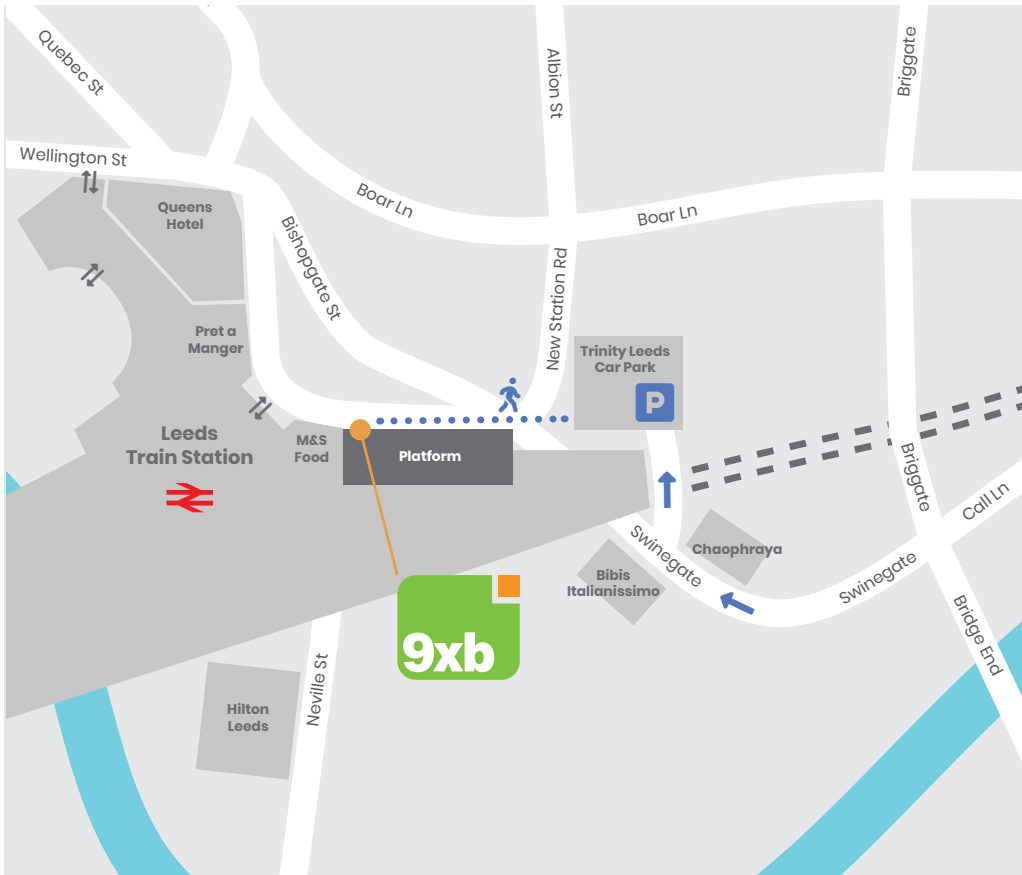 Quebec St
Albion St
Briggate
Wellington St
Queens
Hotel
Boar Ln
Boar Ln
Bishopgate St
New Station Rd
Pret a
Manger
Trinity Leeds
Car Park
P
Leeds
Train Station
M&S
Food
Platform
Briggate
Call Ln
Swinegate
Chaophraya
Bibis
Italianissimo
Swinegate
Bridge End
9xb
Neville St
Hilton
Leeds